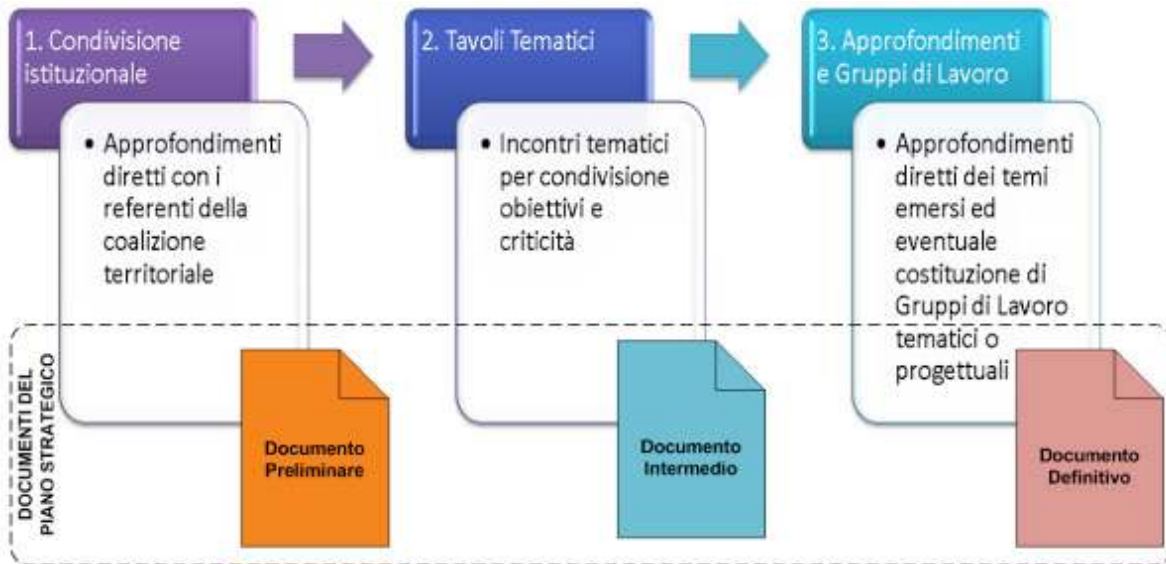 1. Condivisione
istituzionale
• Approfondimenti
diretti con i
referenti della
coalizione
territoriale
2. Tavoli Tematici
• Incontri tematici
per condivisione
obiettivi e
criticità
3. Approfondimenti
e Gruppi di Lavoro
• Approfondimenti
diretti dei temi
emersi ed
eventuale
costituzione di
Gruppi di Lavoro
tematici o
progettuali
DOCUMENTI DEL
PIANO STRATEGICO
Documento
Preliminare
Documento
Intermedio
Documento
Definitivo